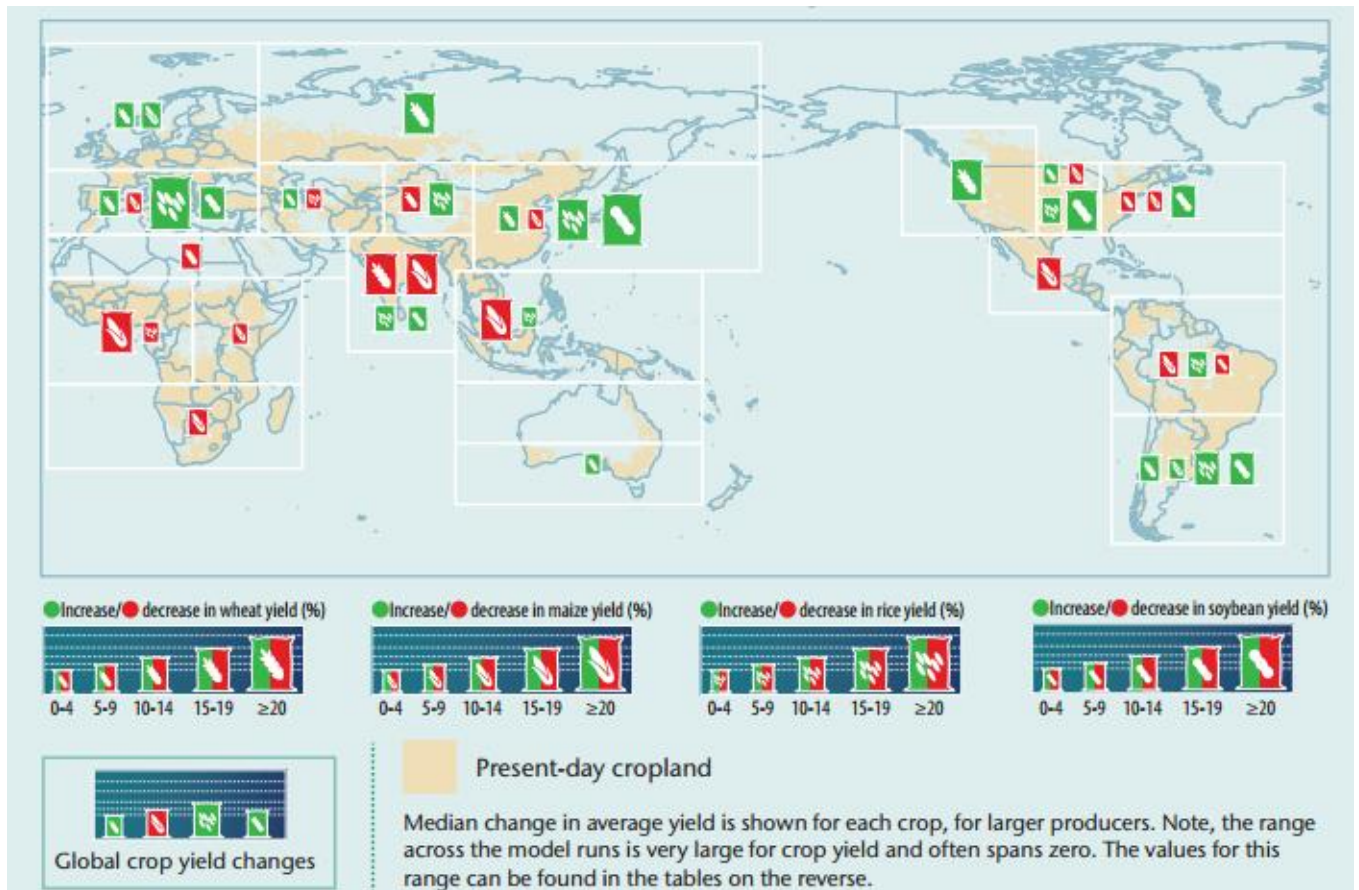 Increase/ decrease in wheat yield (%)
0-4 5-9 10-14 15-19 ≥20
Increase/ decrease in maize yield (%)
0-4 5-9 10-14 15-19 ≥20
Increase/ decrease in rice yield (%)
0-4 5-9 10-14 15-19 ≥20
Increase/ decrease in soybean yield (%)
0-4 5-9 10-14 15-19 ≥20
Global crop yield changes
Present-day cropland
Median change in average yield is shown for each crop, for larger producers. Note, the range
across the model runs is very large for crop yield and often spans zero. The values for this
range can be found in the tables on the reverse.